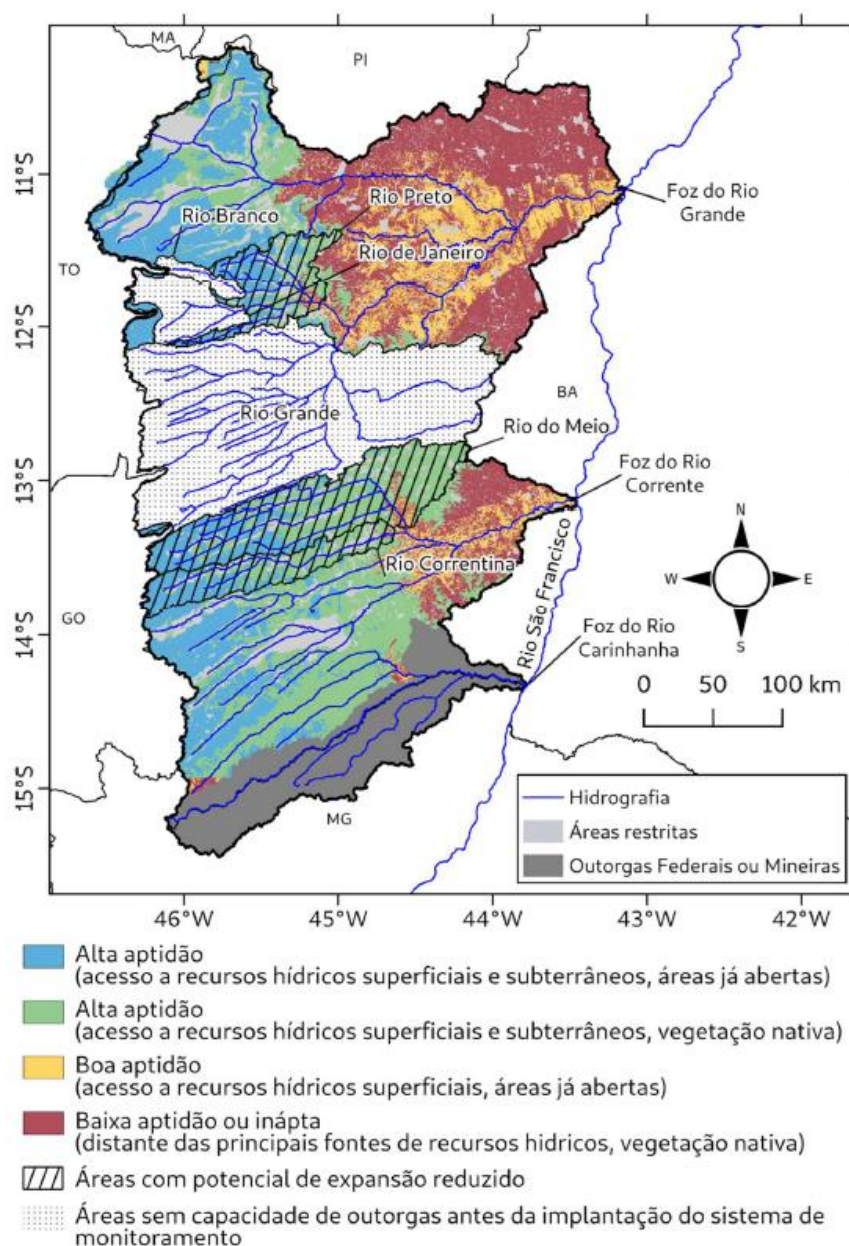 MA
PI
11°S
Rio Preto
Foz do Rio
Grande
Rio Branco
Rio de Janeiro
TO
12°S
BA
Rio Grande
Rio do Meio
13°S
Foz do Rio
Corrente
N
Rio Correntina
W
E
Rio São Francisco
S
GO
14°S
Foz do Rio
Carinhanha
0 50 100 km
15°S
MG
Hidrografia
Áreas restritas
Outorgas Federais ou Mineiras
46°W 45°W 44°W 43°W 42°W
Alta aptidão
(acesso a recursos hídricos superficiais e subterrâneos, áreas já abertas)
Alta aptidão
(acesso a recursos hídricos superficiais e subterrâneos, vegetação nativa)
Boa aptidão
(acesso a recursos hídricos superficiais, áreas já abertas)
Baixa aptidão ou inápta
(distante das principais fontes de recursos hidricos, vegetação nativa)
Áreas com potencial de expansão reduzido
Áreas sem capacidade de outorgas antes da implantação do sistema de
monitoramento